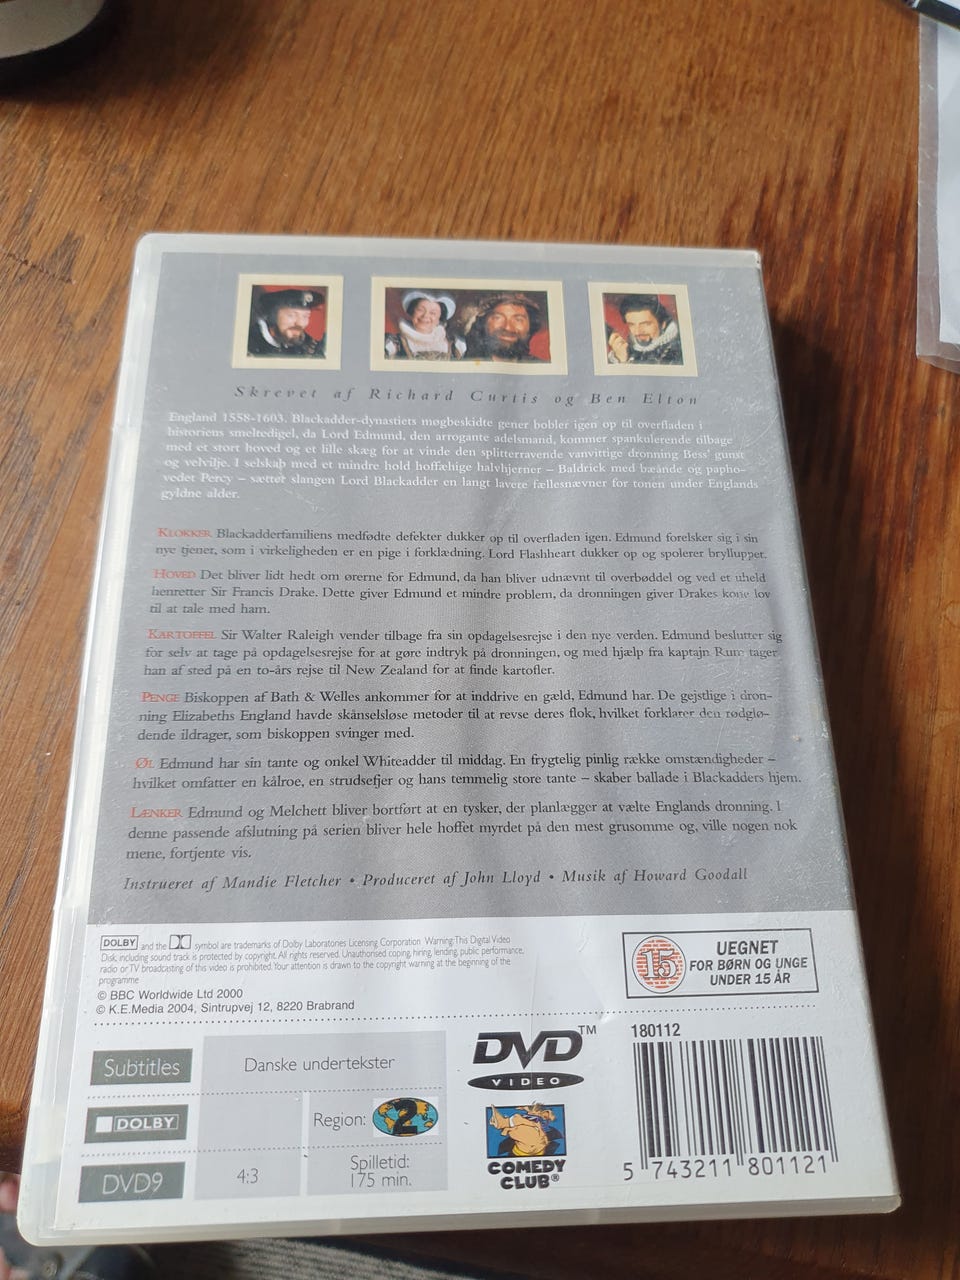 Skrevet af Richard Curtis og Ben Elton
England 1558-1603. Blackadder-dynastiets møgbeskidte gener bobler igen op til overfladen i
historiens smeltedigel, da Lord Edmund, den arrogante adelsmand, kommer spankulerende tilbage
med et stort hoved og et lille skæg for at vinde den splitterravende vanvittige dronning Bess' gunst
og velvilje. I selskab med et mindre hold hoffæhige halvhjerner – Baldrick med bæånde og papho-
vedet Percy – sætter slangen Lord Blackadder en langt lavere fællesnævner for tonen under Englands
gyldne alder.
KLOKKER Blackadderfamiliens medfødte defekter dukker op til overfladen igen. Edmund forelsker sig i sin
nye tjener, som i virkeligheden er en pige i forklædning. Lord Flashheart dukker op og spolerer brylluppet.
HOVED Det bliver lidt hedt om ørerne for Edmund, da han bliver udnævnt til overbøddel og ved et uheld
henretter Sir Francis Drake. Dette giver Edmund et mindre problem, da dronningen giver Drakes kone lov
til at tale med ham.
KARTOFFEL Sir Walter Raleigh vender tilbage fra sin opdagelsesrejse i den nye verden. Edmund beslutter sig
for selv at tage på opdagelsesrejse for at gøre indtryk på dronningen, og med hjælp fra kaptajn Rum tager
han af sted på en to-års rejse til New Zealand for at finde kartofler.
PENGE Biskoppen af Bath & Welles ankommer for at inddrive en gæld, Edmund har. De gejstlige i dron-
ning Elizabeths England havde skånselsløse metoder til at revse deres flok, hvilket forklarer den rødglø-
dende ildrager, som biskoppen svinger med.
ØL Edmund har sin tante og onkel Whiteadder til middag. En frygtelig pinlig række omstændigheder –
hvilket omfatter en kålroe, en strudsefjer og hans temmelig store tante – skaber ballade i Blackadders hjem.
LÆNKER Edmund og Melchett bliver bortført at en tysker, der planlægger at vælte Englands dronning. I
denne passende afslutning på serien bliver hele hoffet myrdet på den mest grusomme og, ville nogen nok
mene, fortjente vis.
Instrueret af Mandie Fletcher • Produceret af John Lloyd • Musik af Howard Goodall
DOLBY and the symbol are trademarks of Dolby Laboratories Licensing Corporation Warning: This Digital Video
Disk, including sound track is protected by copyright. All rights reserved. Unauthorised coping, hiring, lending, public performance,
radio or TV broadcasting of this video is prohibited. Your attention is drawn to the copyright warning at the beginning of the
programme
© BBC Worldwide Ltd 2000
© K.E.Media 2004, Sintrupvej 12, 8220 Brabrand
15
UEGNET
FOR BØRN OG UNGE
UNDER 15 ÅR
Subtitles
Danske undertekster
DOLBY
Region: 2
DVD9
4:3
Spilletid:
175 min.
DVD™
VIDEO
COMEDY
CLUB®
180112
5 743211 801121